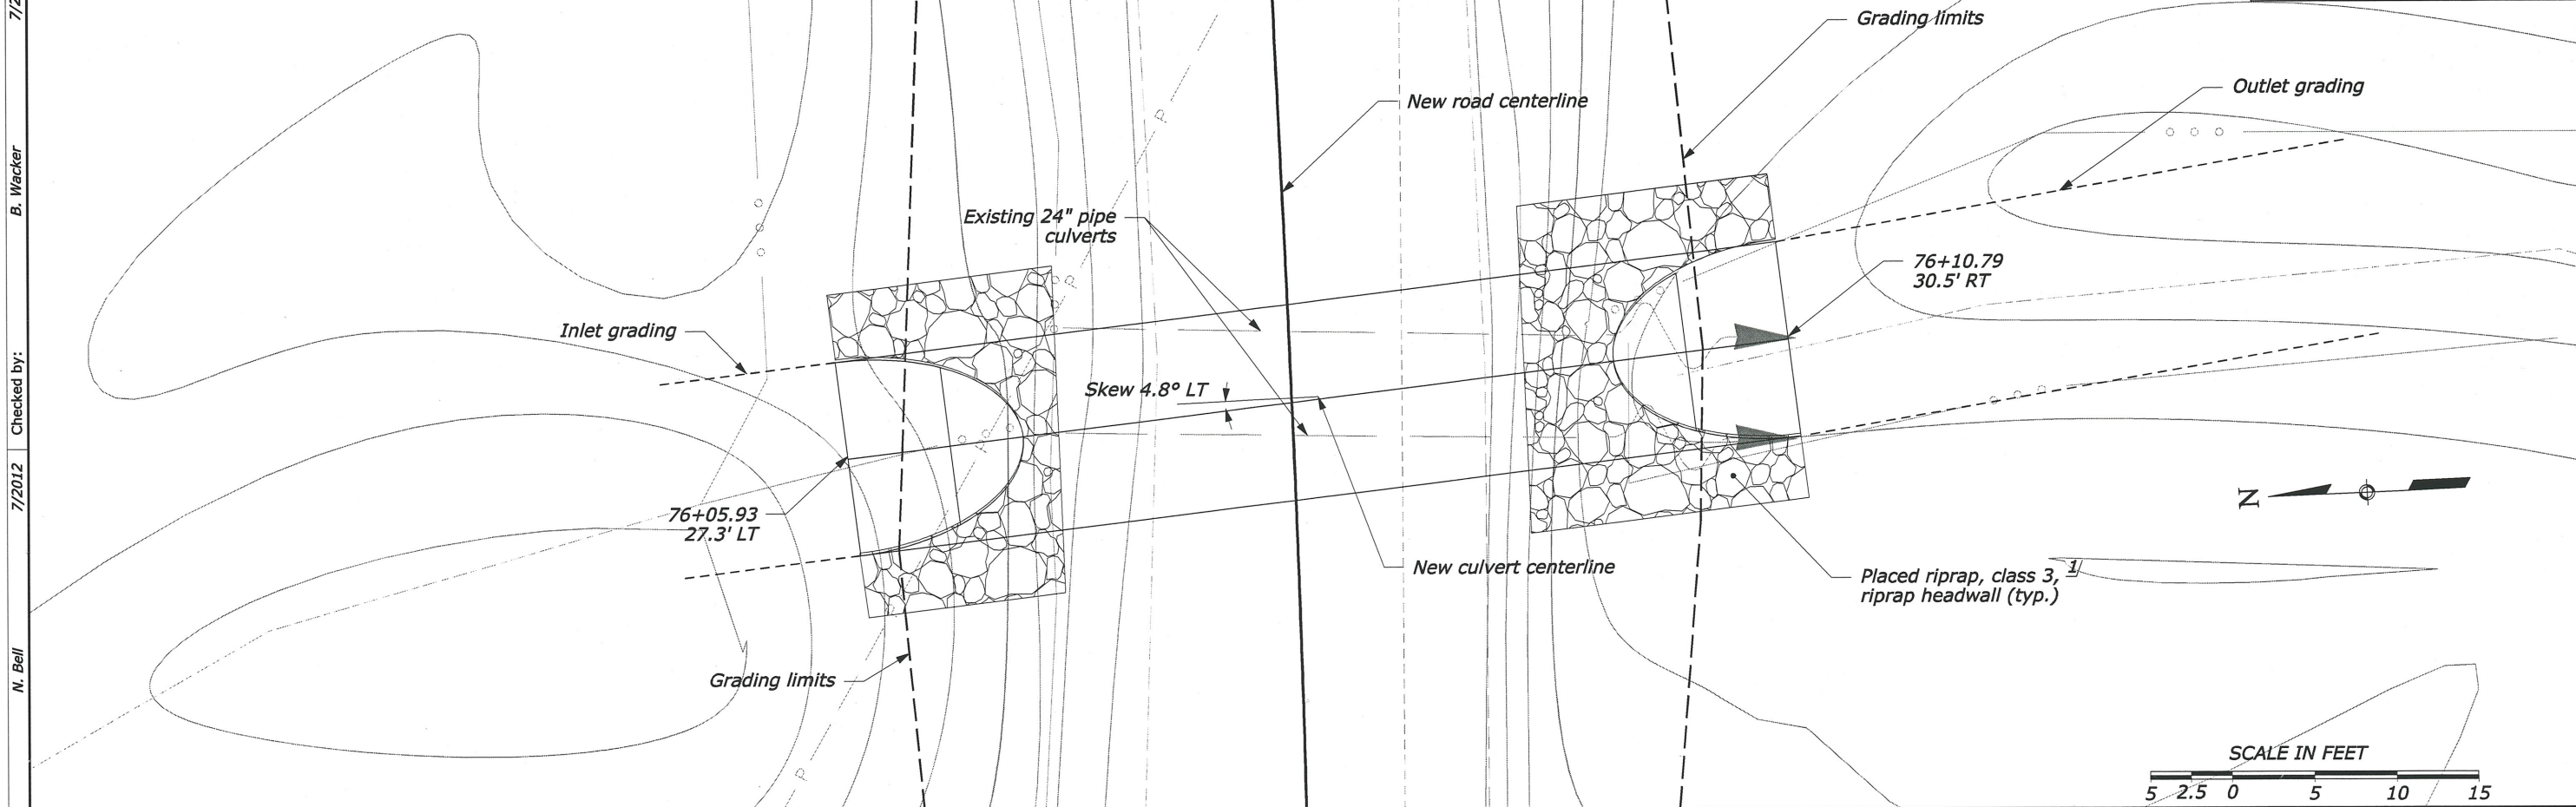 B. Wacker
Checked by:
7/2012
N. Bell
Grading limits
Outlet grading
New road centerline
Existing 24" pipe
culverts
76+10.79
30.5' RT
Inlet grading
Skew 4.8° LT
76+05.93
27.3' LT
N
New culvert centerline
Placed riprap, class 3, 1/
riprap headwall (typ.)
Grading limits
P
P
P
P
P
SCALE IN FEET
5 2.5 0 5 10 15